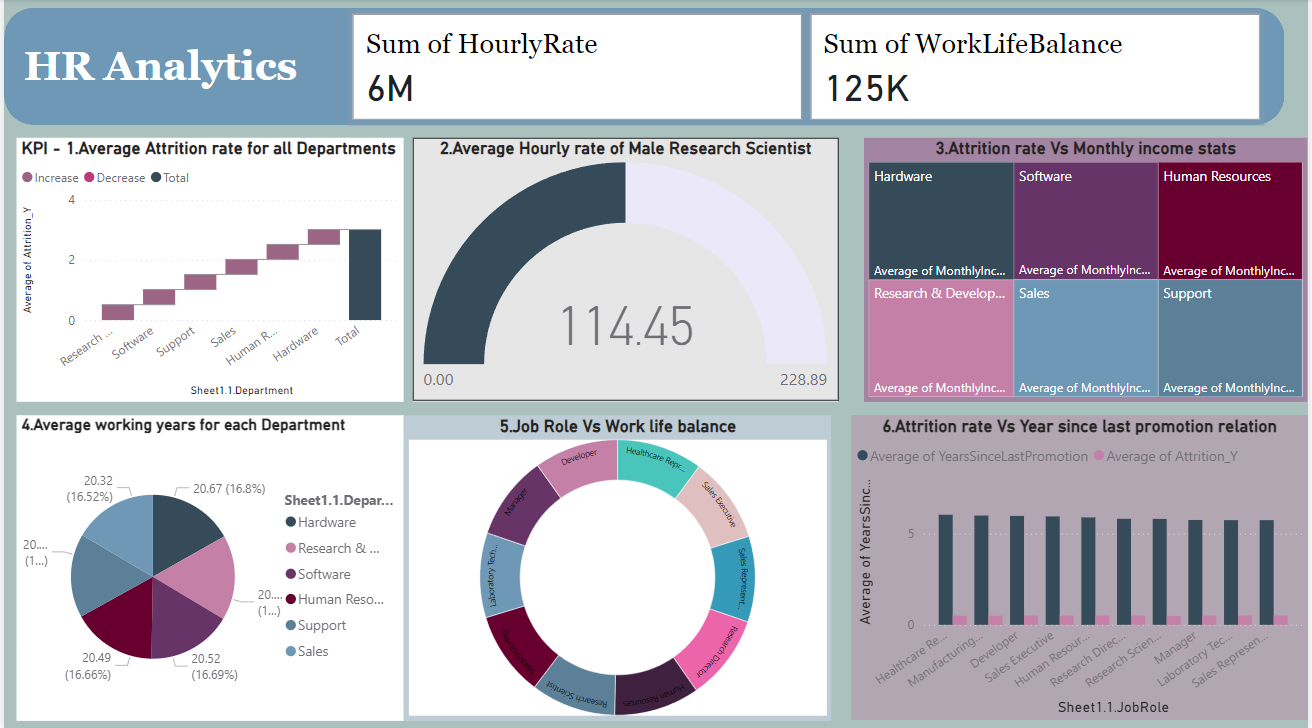 HR Analytics
Sum of HourlyRate
6M
Sum of WorkLifeBalance
125K
KPI - 1.Average Attrition rate for all Departments
Increase Decrease Total
Average of Attrition_Y
4
2
0
Research ...
Software
Support
Sales
Human R...
Hardware
Total
Sheet1.1.Department
2.Average Hourly rate of Male Research Scientist
114.45
0.00
228.89
3.Attrition rate Vs Monthly income stats
Hardware
Average of MonthlyInc...
Software
Average of MonthlyInc...
Human Resources
Average of MonthlyInc...
Research & Develop...
Average of MonthlyInc...
Sales
Average of MonthlyInc...
Support
Average of MonthlyInc...
4.Average working years for each Department
20.32
(16.52%)
20.67 (16.8%)
20....
(1...)
20....
(1...)
20.49
(16.66%)
20.52
(16.69%)
Sheet1.1.Depar...
Hardware
Research & ...
Software
Human Reso...
Support
Sales
5.Job Role Vs Work life balance
Healthcare Repr...
Sales Executive
Sales Represent...
Research Director
Human Resources
Research Scientist
Manufacturing...
Laboratory Tech...
Manager
Developer
6.Attrition rate Vs Year since last promotion relation
Average of YearsSinceLastPromotion Average of Attrition_Y
Average of YearsSinc...
5
0
Healthcare Re...
Manufacturing...
Developer
Sales Executive
Human Resour...
Research Direc...
Research Scien...
Manager
Laboratory Tec...
Sales Represen...
Sheet1.1.JobRole